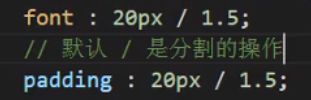 font : 20px / 1.5;
// 默认 / 是分割的操作
padding : 20px / 1.5;